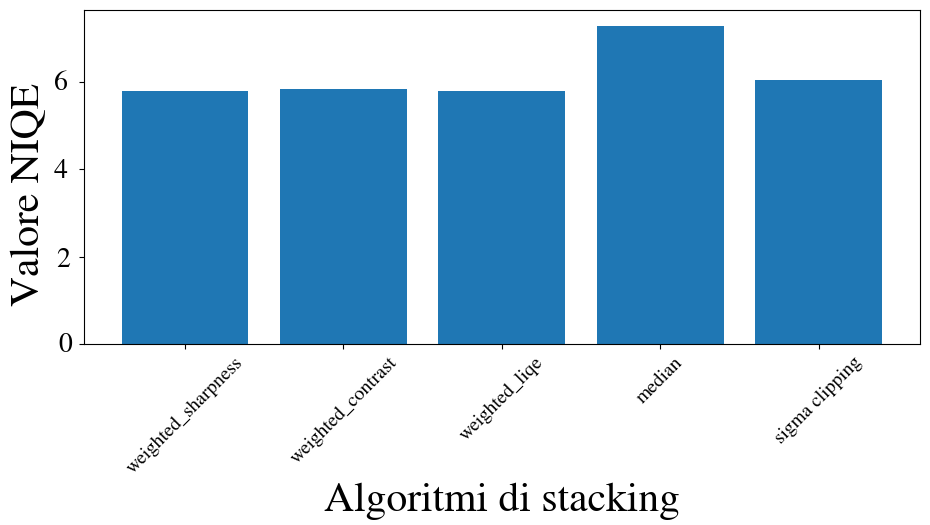 Valore NIQE
6
4
2
0
weighted_sharpness
weighted_contrast
weighted_liqe
median
sigma clipping
Algoritmi di stacking